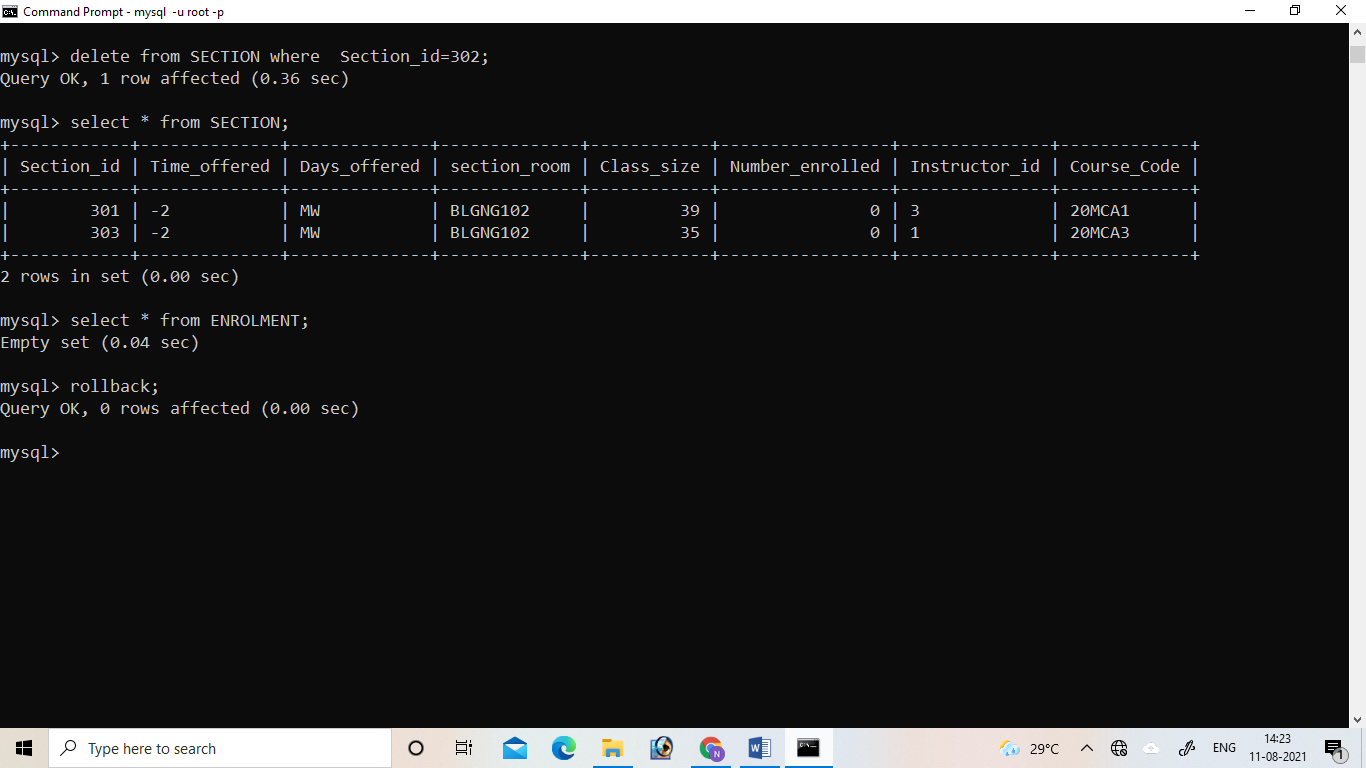 Command Prompt - mysql -u root -p
mysql> delete from SECTION where  Section_id=302;
Query OK, 1 row affected (0.36 sec)
mysql> select * from SECTION;
+------------+--------------+--------------+--------------+------------+-----------------+---------------+-------------+
| Section_id | Time_offered | Days_offered | section_room | Class_size | Number_enrolled | Instructor_id | Course_Code |
+------------+--------------+--------------+--------------+------------+-----------------+---------------+-------------+
|        301 | -2           | MW           | BLGNG102     |         39 |               0 | 3             | 20MCA1      |
|        303 | -2           | MW           | BLGNG102     |         35 |               0 | 1             | 20MCA3      |
+------------+--------------+--------------+--------------+------------+-----------------+---------------+-------------+
2 rows in set (0.00 sec)
mysql> select * from ENROLMENT;
Empty set (0.04 sec)
mysql> rollback;
Query OK, 0 rows affected (0.00 sec)
mysql>
Type here to search
29°C
ENG
14:23
11-08-2021
1